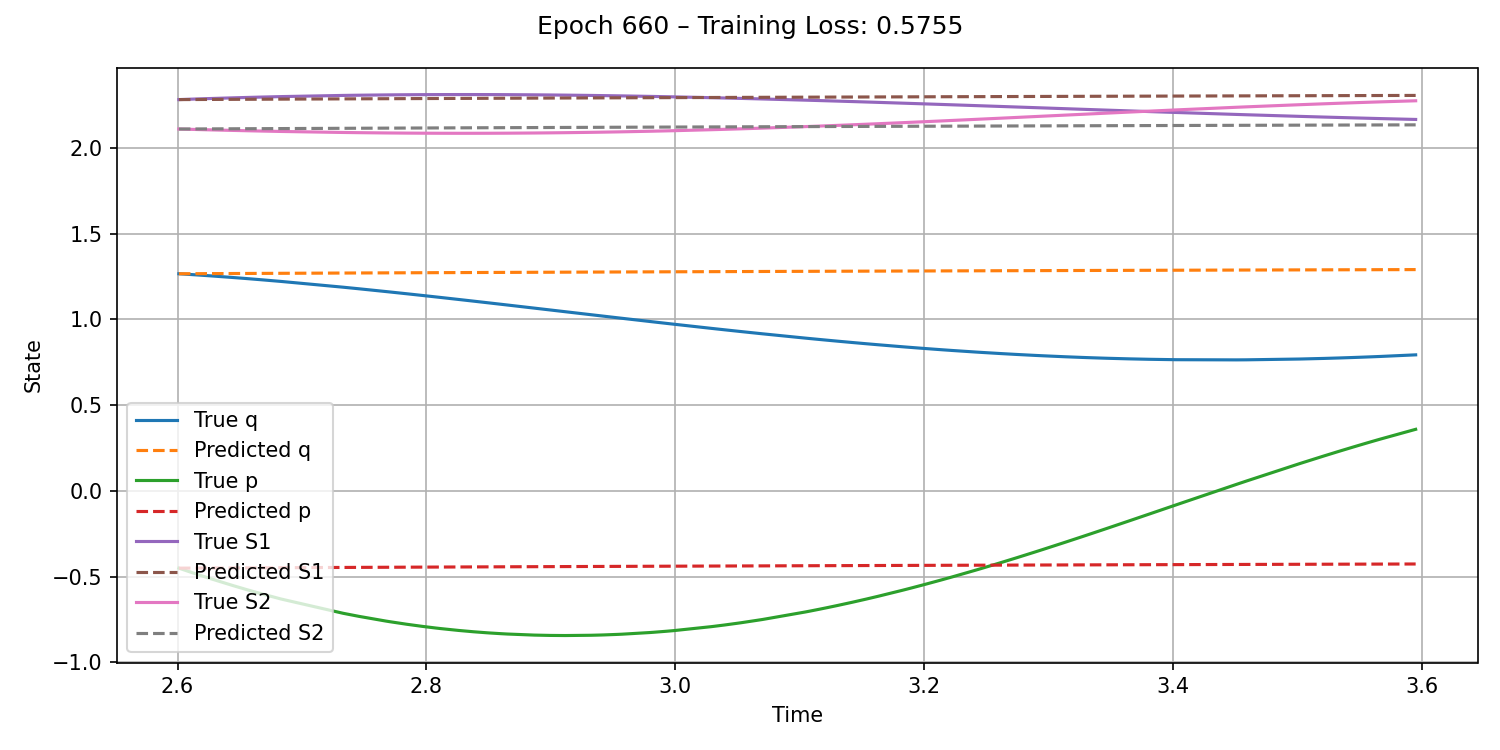 Epoch 660 – Training Loss: 0.5755
State
2.0
1.5
1.0
0.5
0.0
−0.5
−1.0
True q
Predicted q
True p
Predicted p
True S1
Predicted S1
True S2
Predicted S2
2.6 2.8 3.0 3.2 3.4 3.6
Time